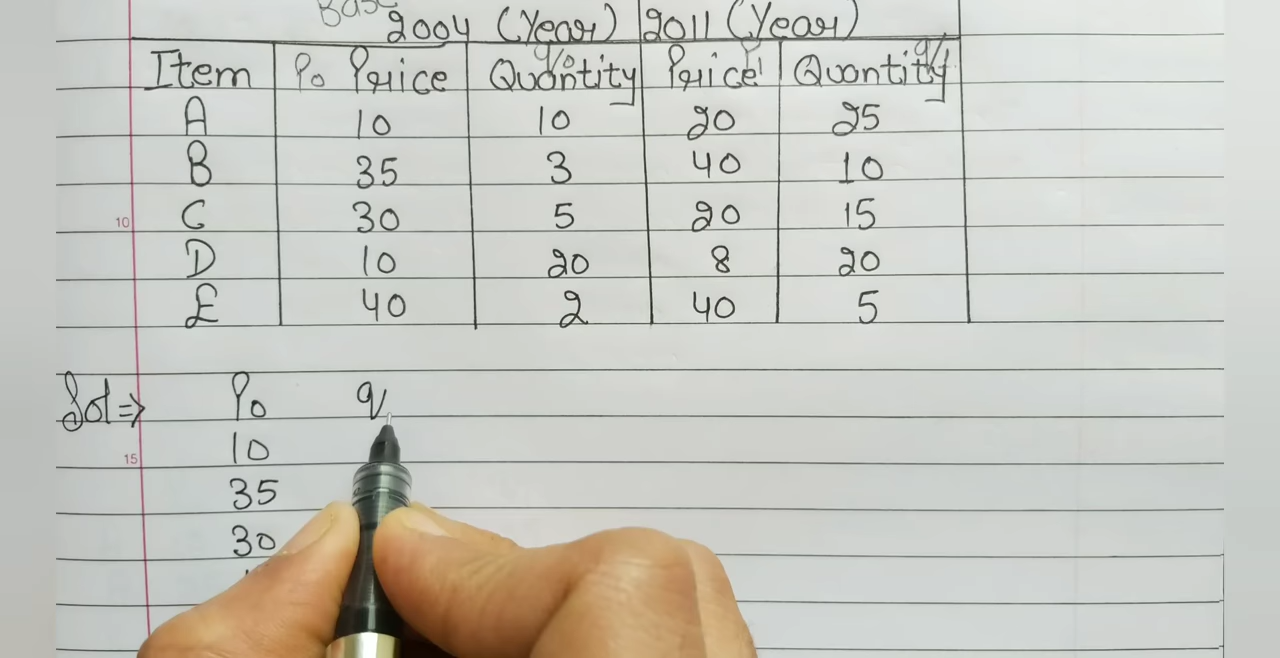 Base
2004 (Year) 2011 (Year)
Item P0 Price Quantity q0 Price P1 Quantity q1
A 10 10 20 25
B 35 3 40 10
C 30 5 20 15
10
D 10 20 8 20
E 40 2 40 5
Sol => P0 q
10
15
35
30